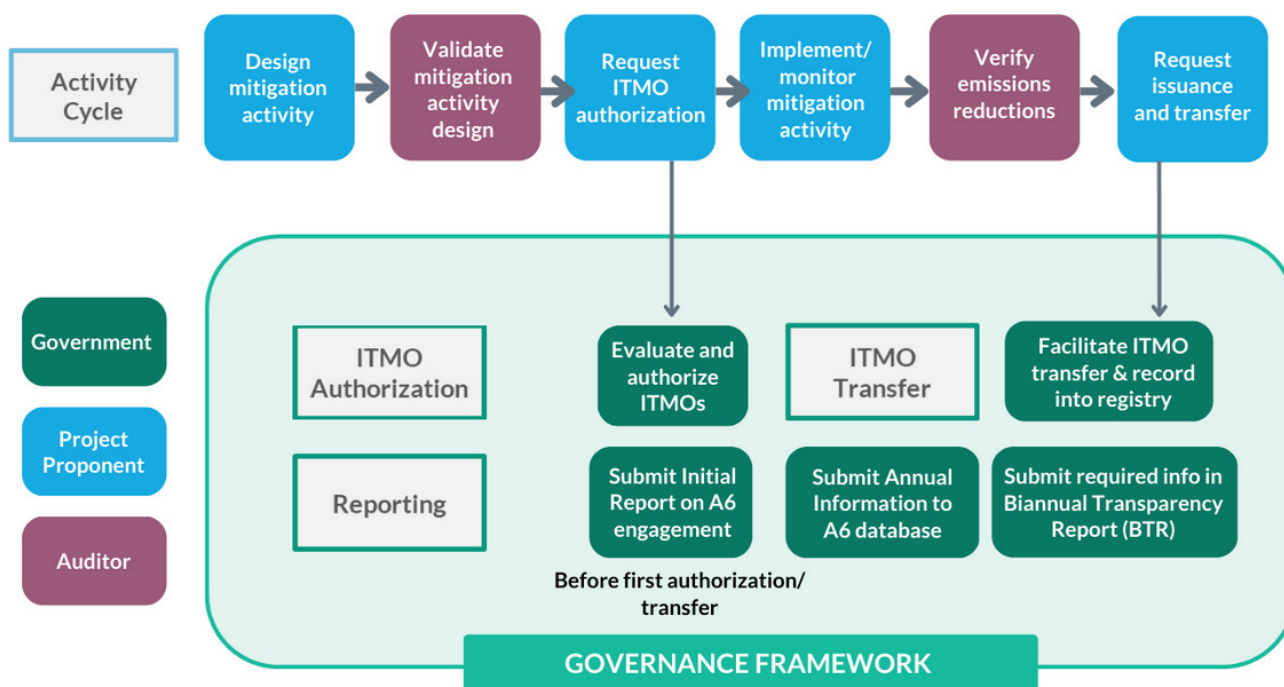 Activity
Cycle
Design
mitigation
activity
Validate
mitigation
activity
design
Request
ITMO
authorization
Implement/
monitor
mitigation
activity
Verify
emissions
reductions
Request
issuance
and transfer
Government
Project
Proponent
Auditor
ITMO
Authorization
Evaluate and
authorize
ITMOs
ITMO
Transfer
Facilitate ITMO
transfer & record
into registry
Reporting
Submit Initial
Report on A6
engagement
Submit Annual
Information to
A6 database
Submit required info in
Biannual Transparency
Report (BTR)
Before first authorization/
transfer
GOVERNANCE FRAMEWORK